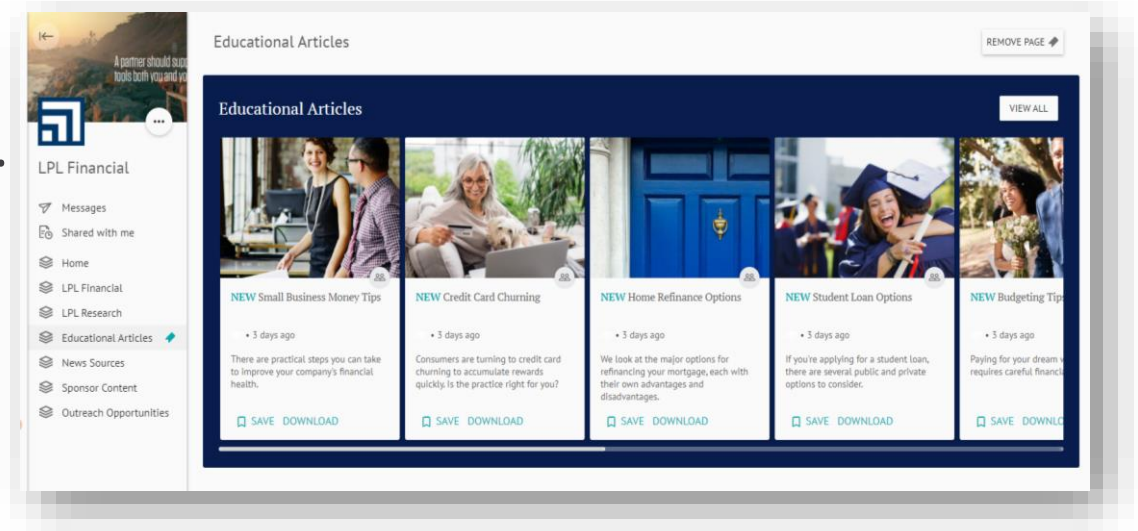 A partner should supp
tools both you and yo
LPL Financial
Messages
Shared with me
Home
LPL Financial
LPL Research
Educational Articles
News Sources
Sponsor Content
Outreach Opportunities
Educational Articles
REMOVE PAGE
Educational Articles
VIEW ALL
NEW Small Business Money Tips
• 3 days ago
There are practical steps you can take
to improve your company's financial
health.
SAVE DOWNLOAD
NEW Credit Card Churning
• 3 days ago
Consumers are turning to credit card
churning to accumulate rewards
quickly. Is the practice right for you?
SAVE DOWNLOAD
NEW Home Refinance Options
• 3 days ago
We look at the major options for
refinancing your mortgage, each with
their own advantages and
disadvantages.
SAVE DOWNLOAD
NEW Student Loan Options
• 3 days ago
If you're applying for a student loan,
there are several public and private
options to consider.
SAVE DOWNLOAD
NEW Budgeting Tip
• 3 days ago
Paying for your dream
requires careful financi
SAVE DOWNLO